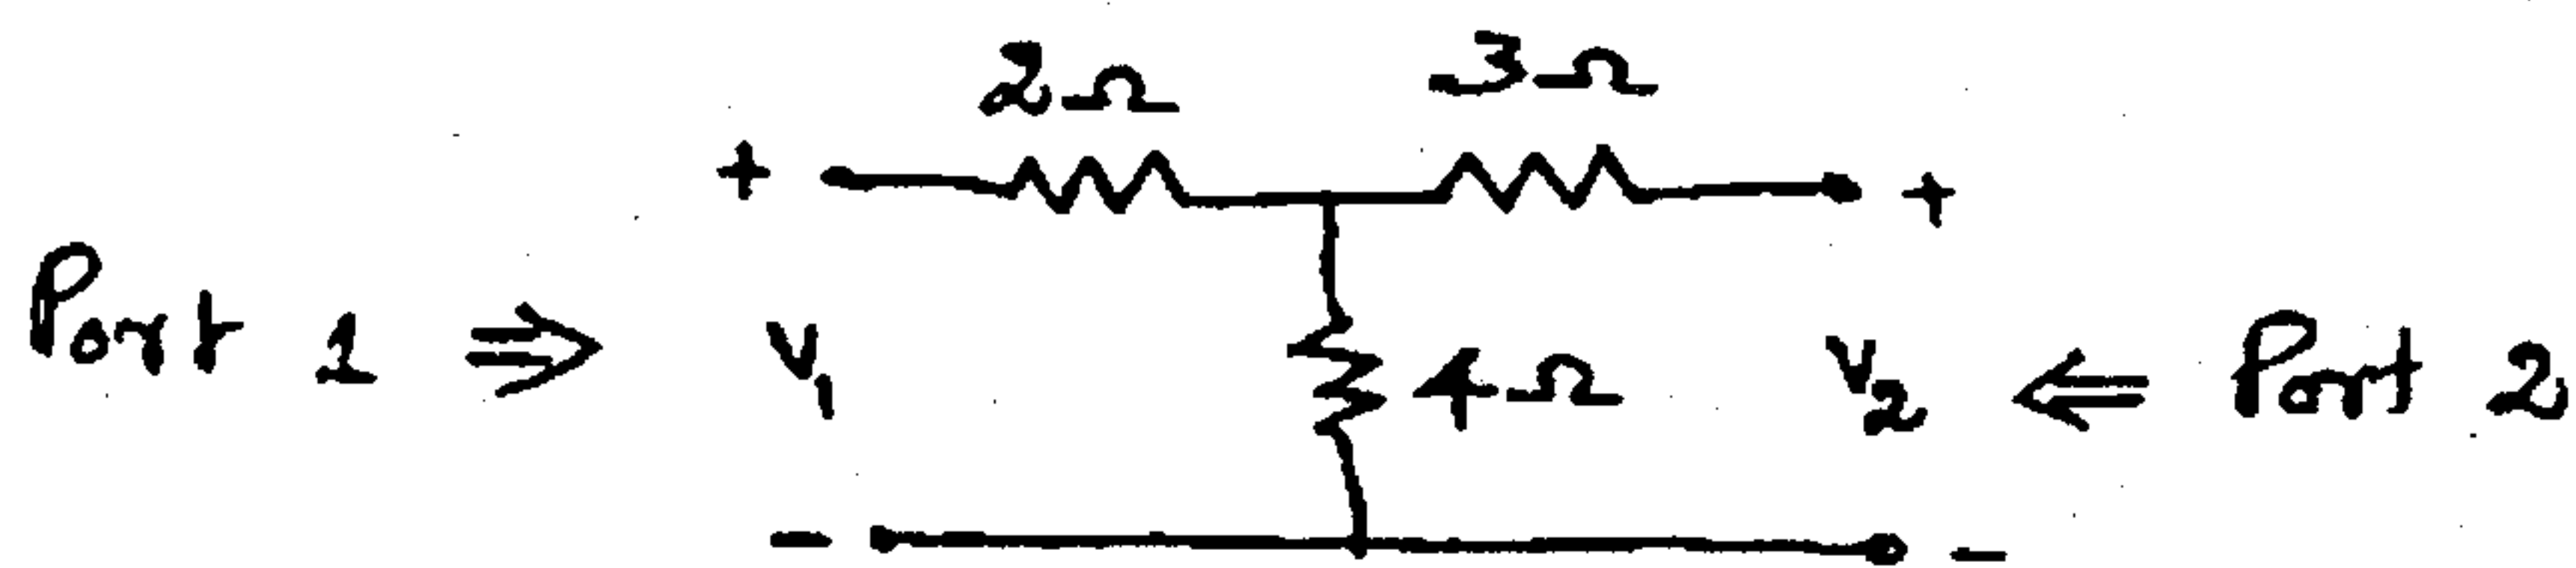 2Ω 3Ω
+ +
Port 1 ⇒ V₁ 4Ω V₂ ⇐ Port 2
- -